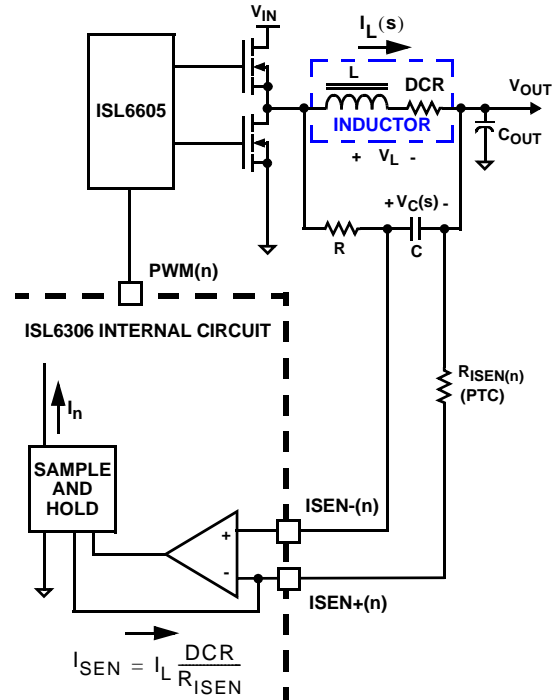 V_IN
I_L(s)
ISL6605
L
DCR
V_OUT
INDUCTOR
+ V_L -
C_OUT
+ V_C(s) -
R
C
PWM(n)
ISL6306 INTERNAL CIRCUIT
R_ISEN(n)
(PTC)
I_n
SAMPLE
AND
HOLD
ISEN-(n)
+
-
ISEN+(n)
I_SEN = I_L DCR / R_ISEN